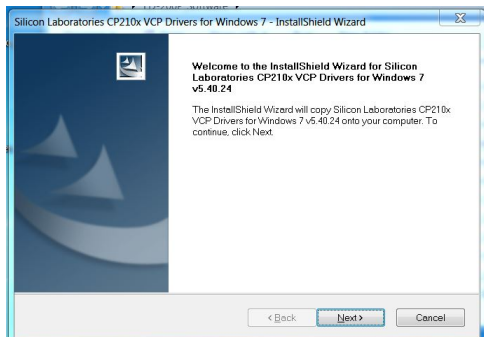 Silicon Laboratories CP210x VCP Drivers for Windows 7 - InstallShield Wizard
Welcome to the InstallShield Wizard for Silicon
Laboratories CP210x VCP Drivers for Windows 7
v5.40.24
The InstallShield Wizard will copy Silicon Laboratories CP210x
VCP Drivers for Windows 7 v5.40.24 onto your computer. To
continue, click Next.
< Back
Next >
Cancel